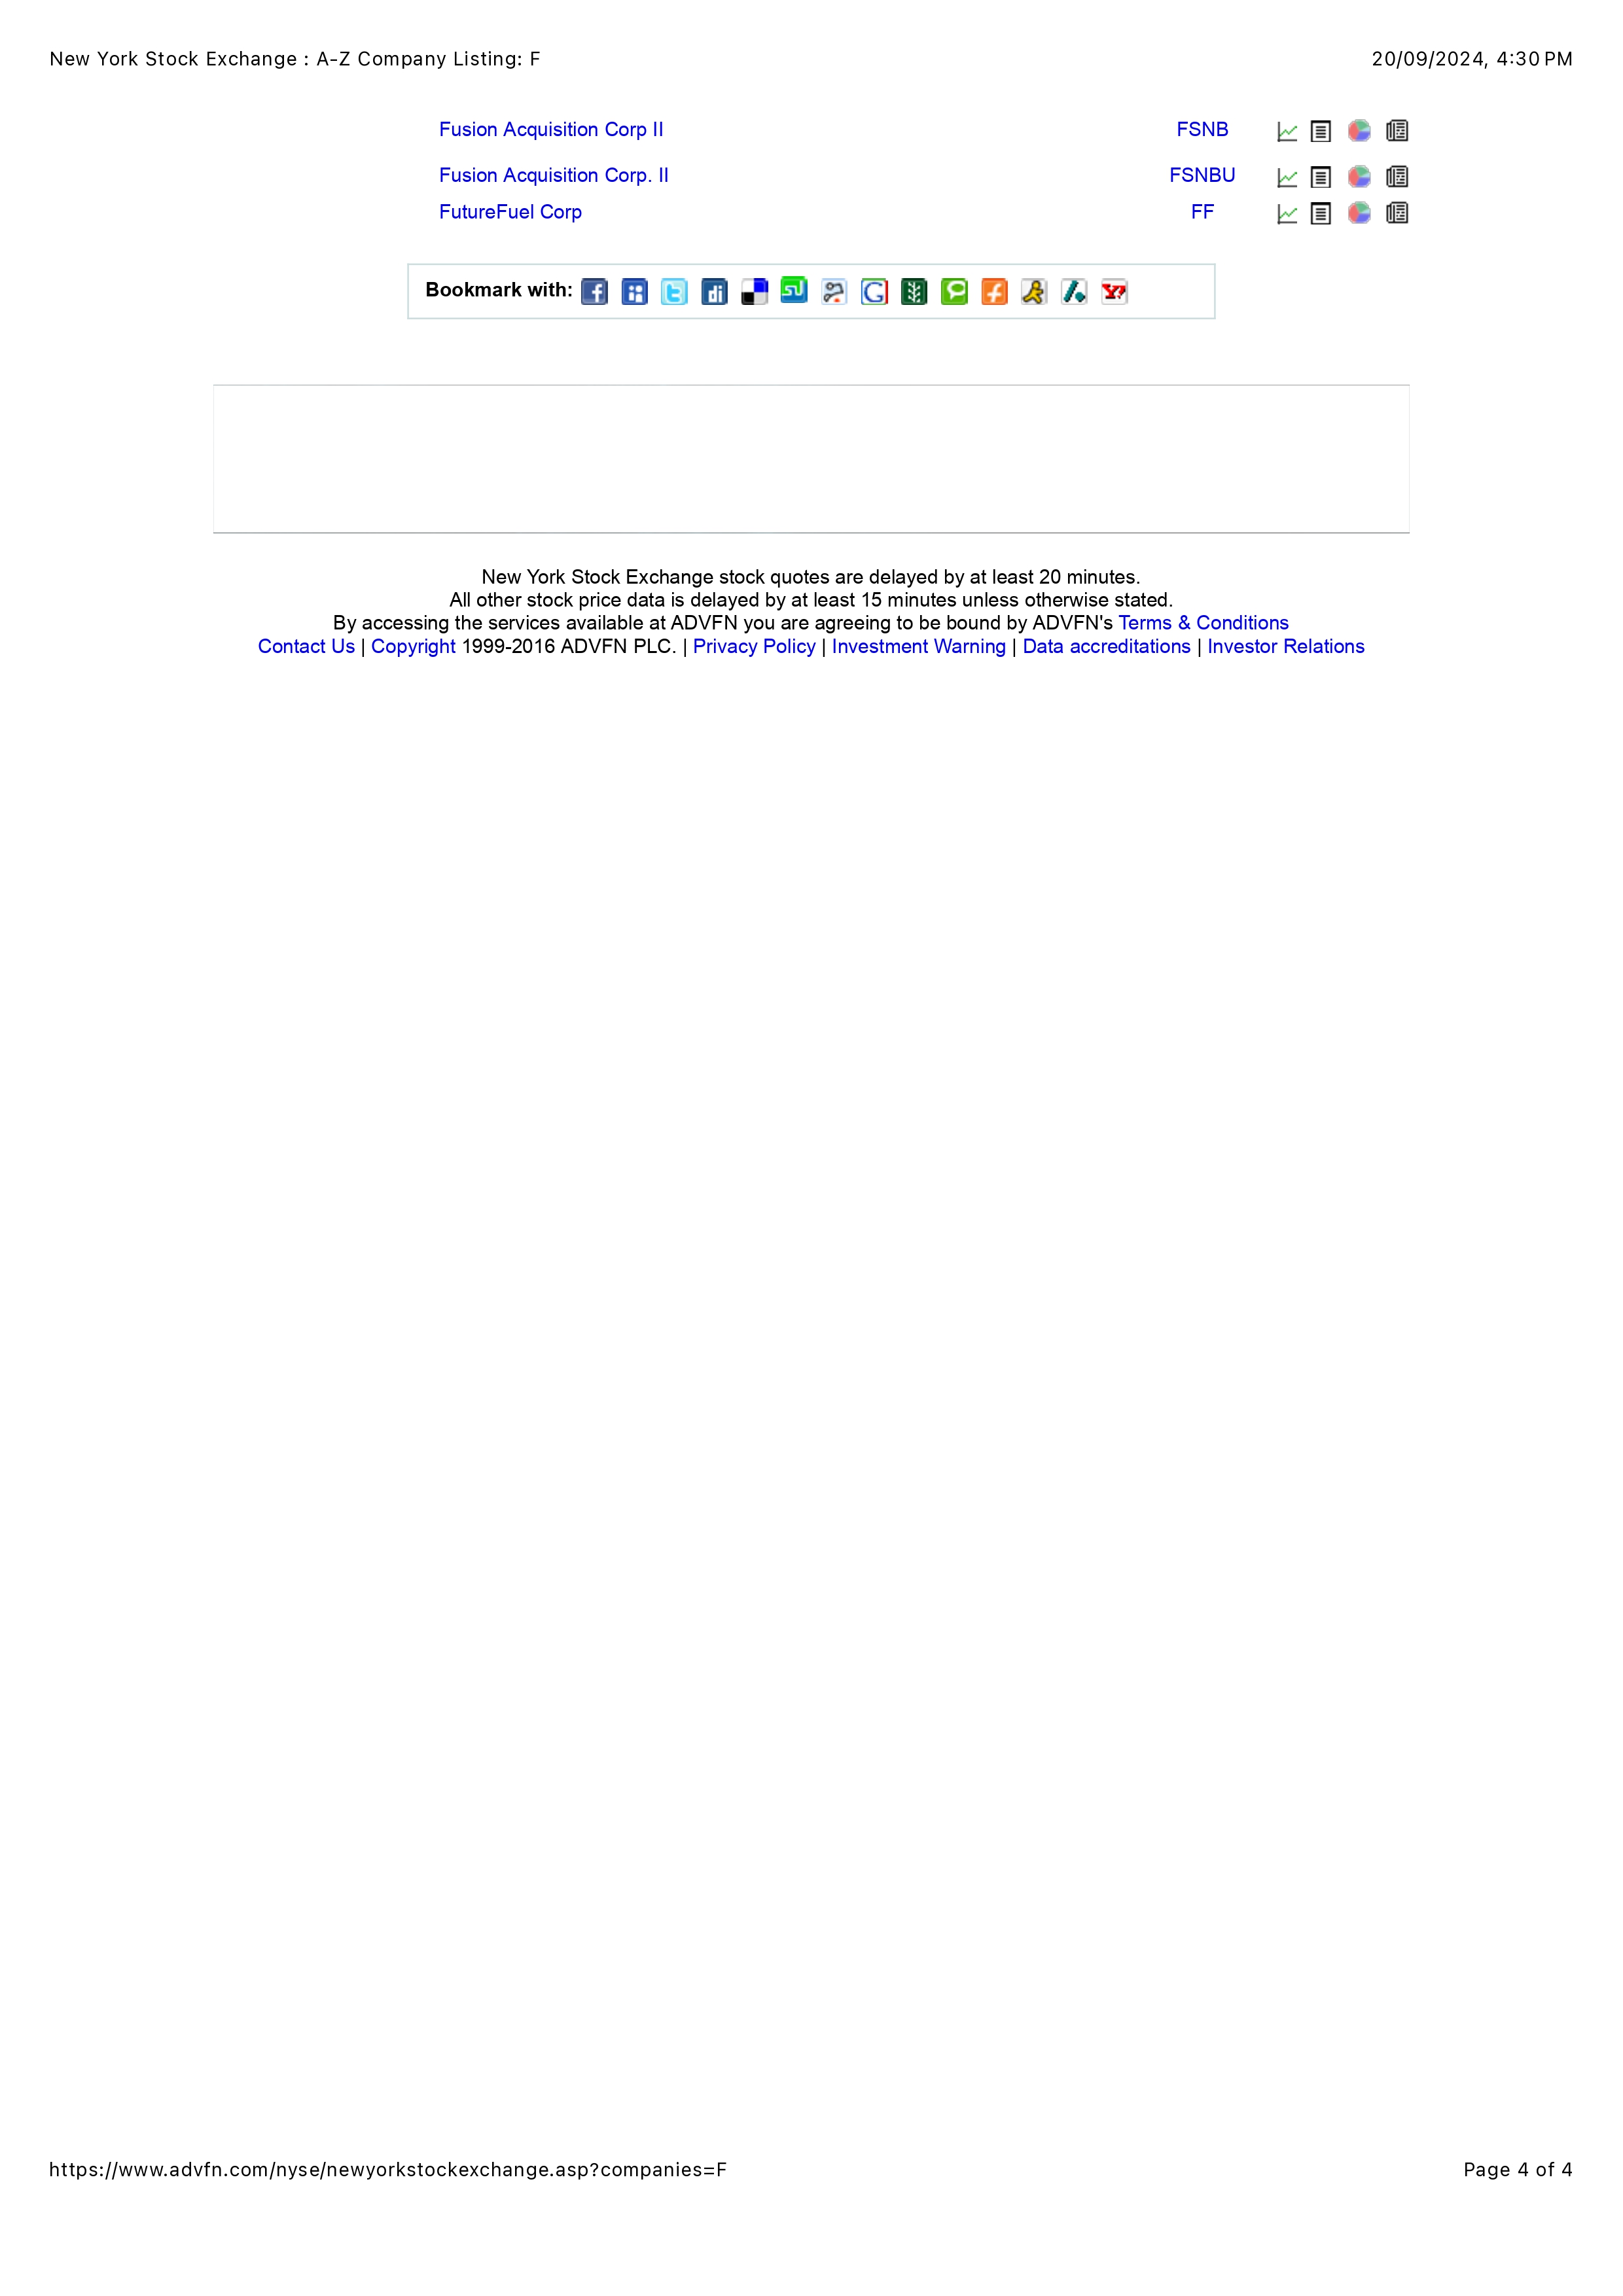 New York Stock Exchange : A-Z Company Listing: F 20/09/2024, 4:30 PM
Fusion Acquisition Corp II FSNB
Fusion Acquisition Corp. II FSNBU
FutureFuel Corp FF
Bookmark with:
New York Stock Exchange stock quotes are delayed by at least 20 minutes.
All other stock price data is delayed by at least 15 minutes unless otherwise stated.
By accessing the services available at ADVFN you are agreeing to be bound by ADVFN's Terms & Conditions
Contact Us | Copyright 1999-2016 ADVFN PLC. | Privacy Policy | Investment Warning | Data accreditations | Investor Relations
https://www.advfn.com/nyse/newyorkstockexchange.asp?companies=F Page 4 of 4